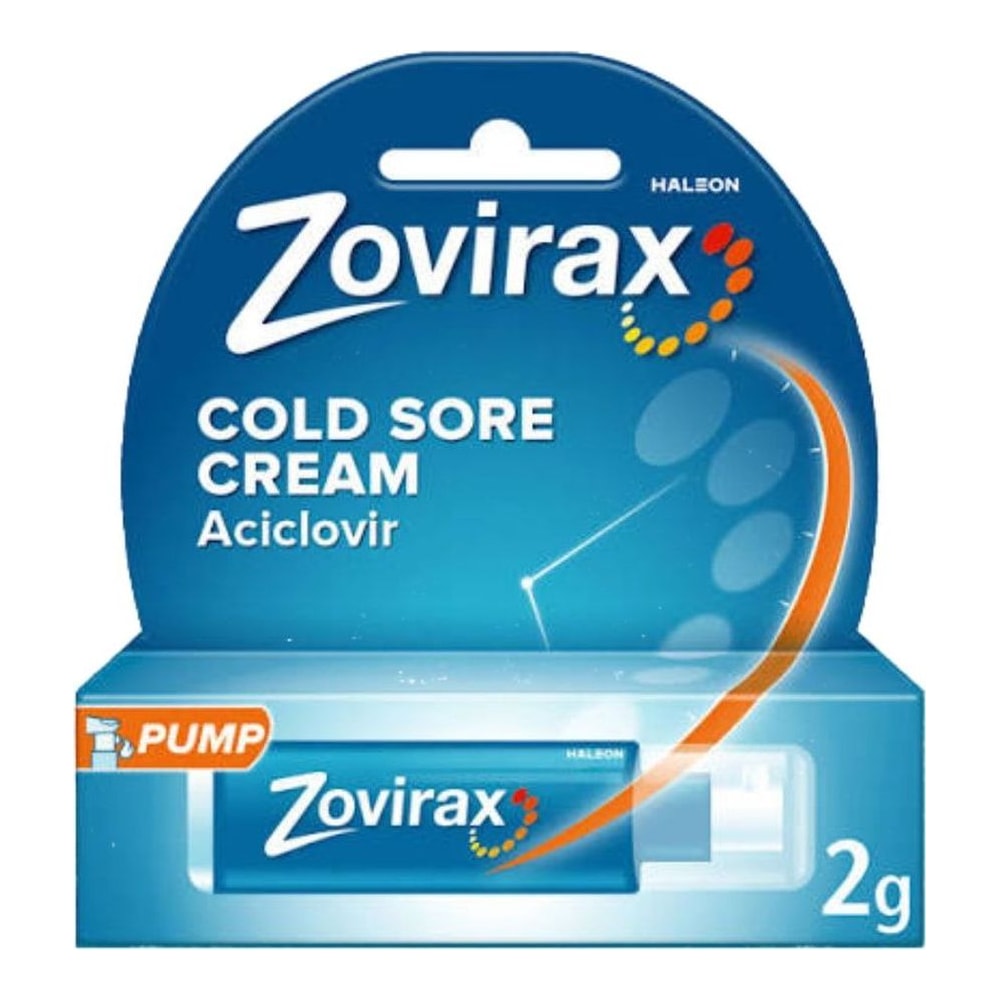 HALEON
Zovirax
COLD SORE
CREAM
Aciclovir
PUMP
HALEON
Zovirax
2g